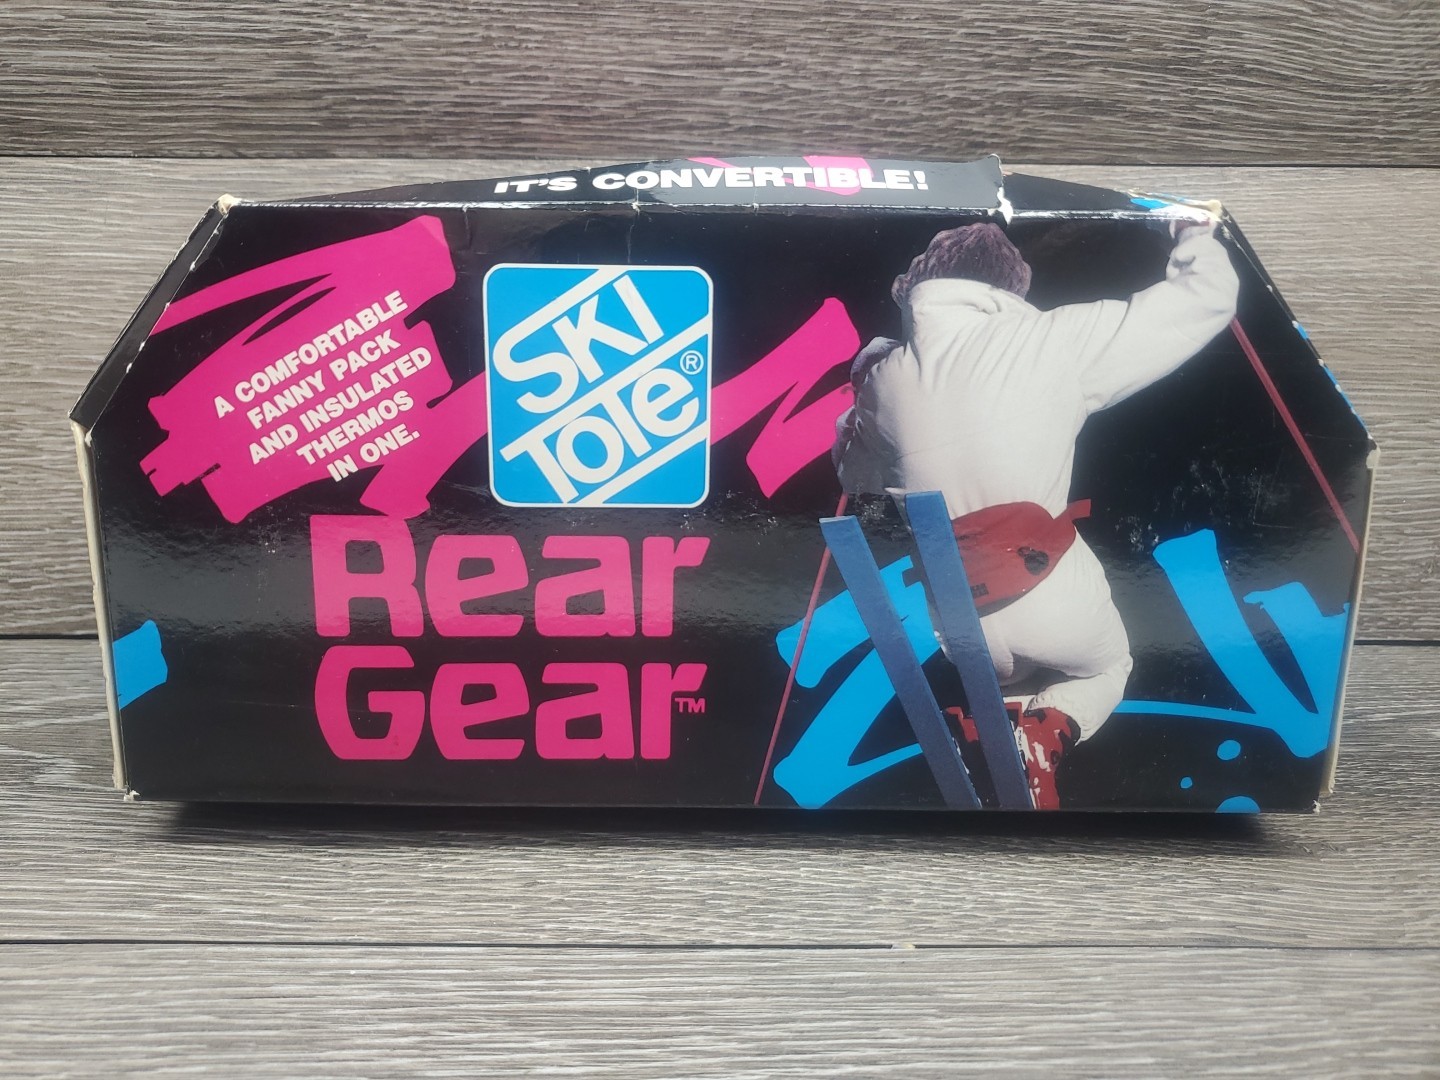 IT'S CONVERTIBLE!
A COMFORTABLE
FANNY PACK
AND INSULATED
THERMOS
IN ONE.
SKI
TOTE®
Rear
Gear™